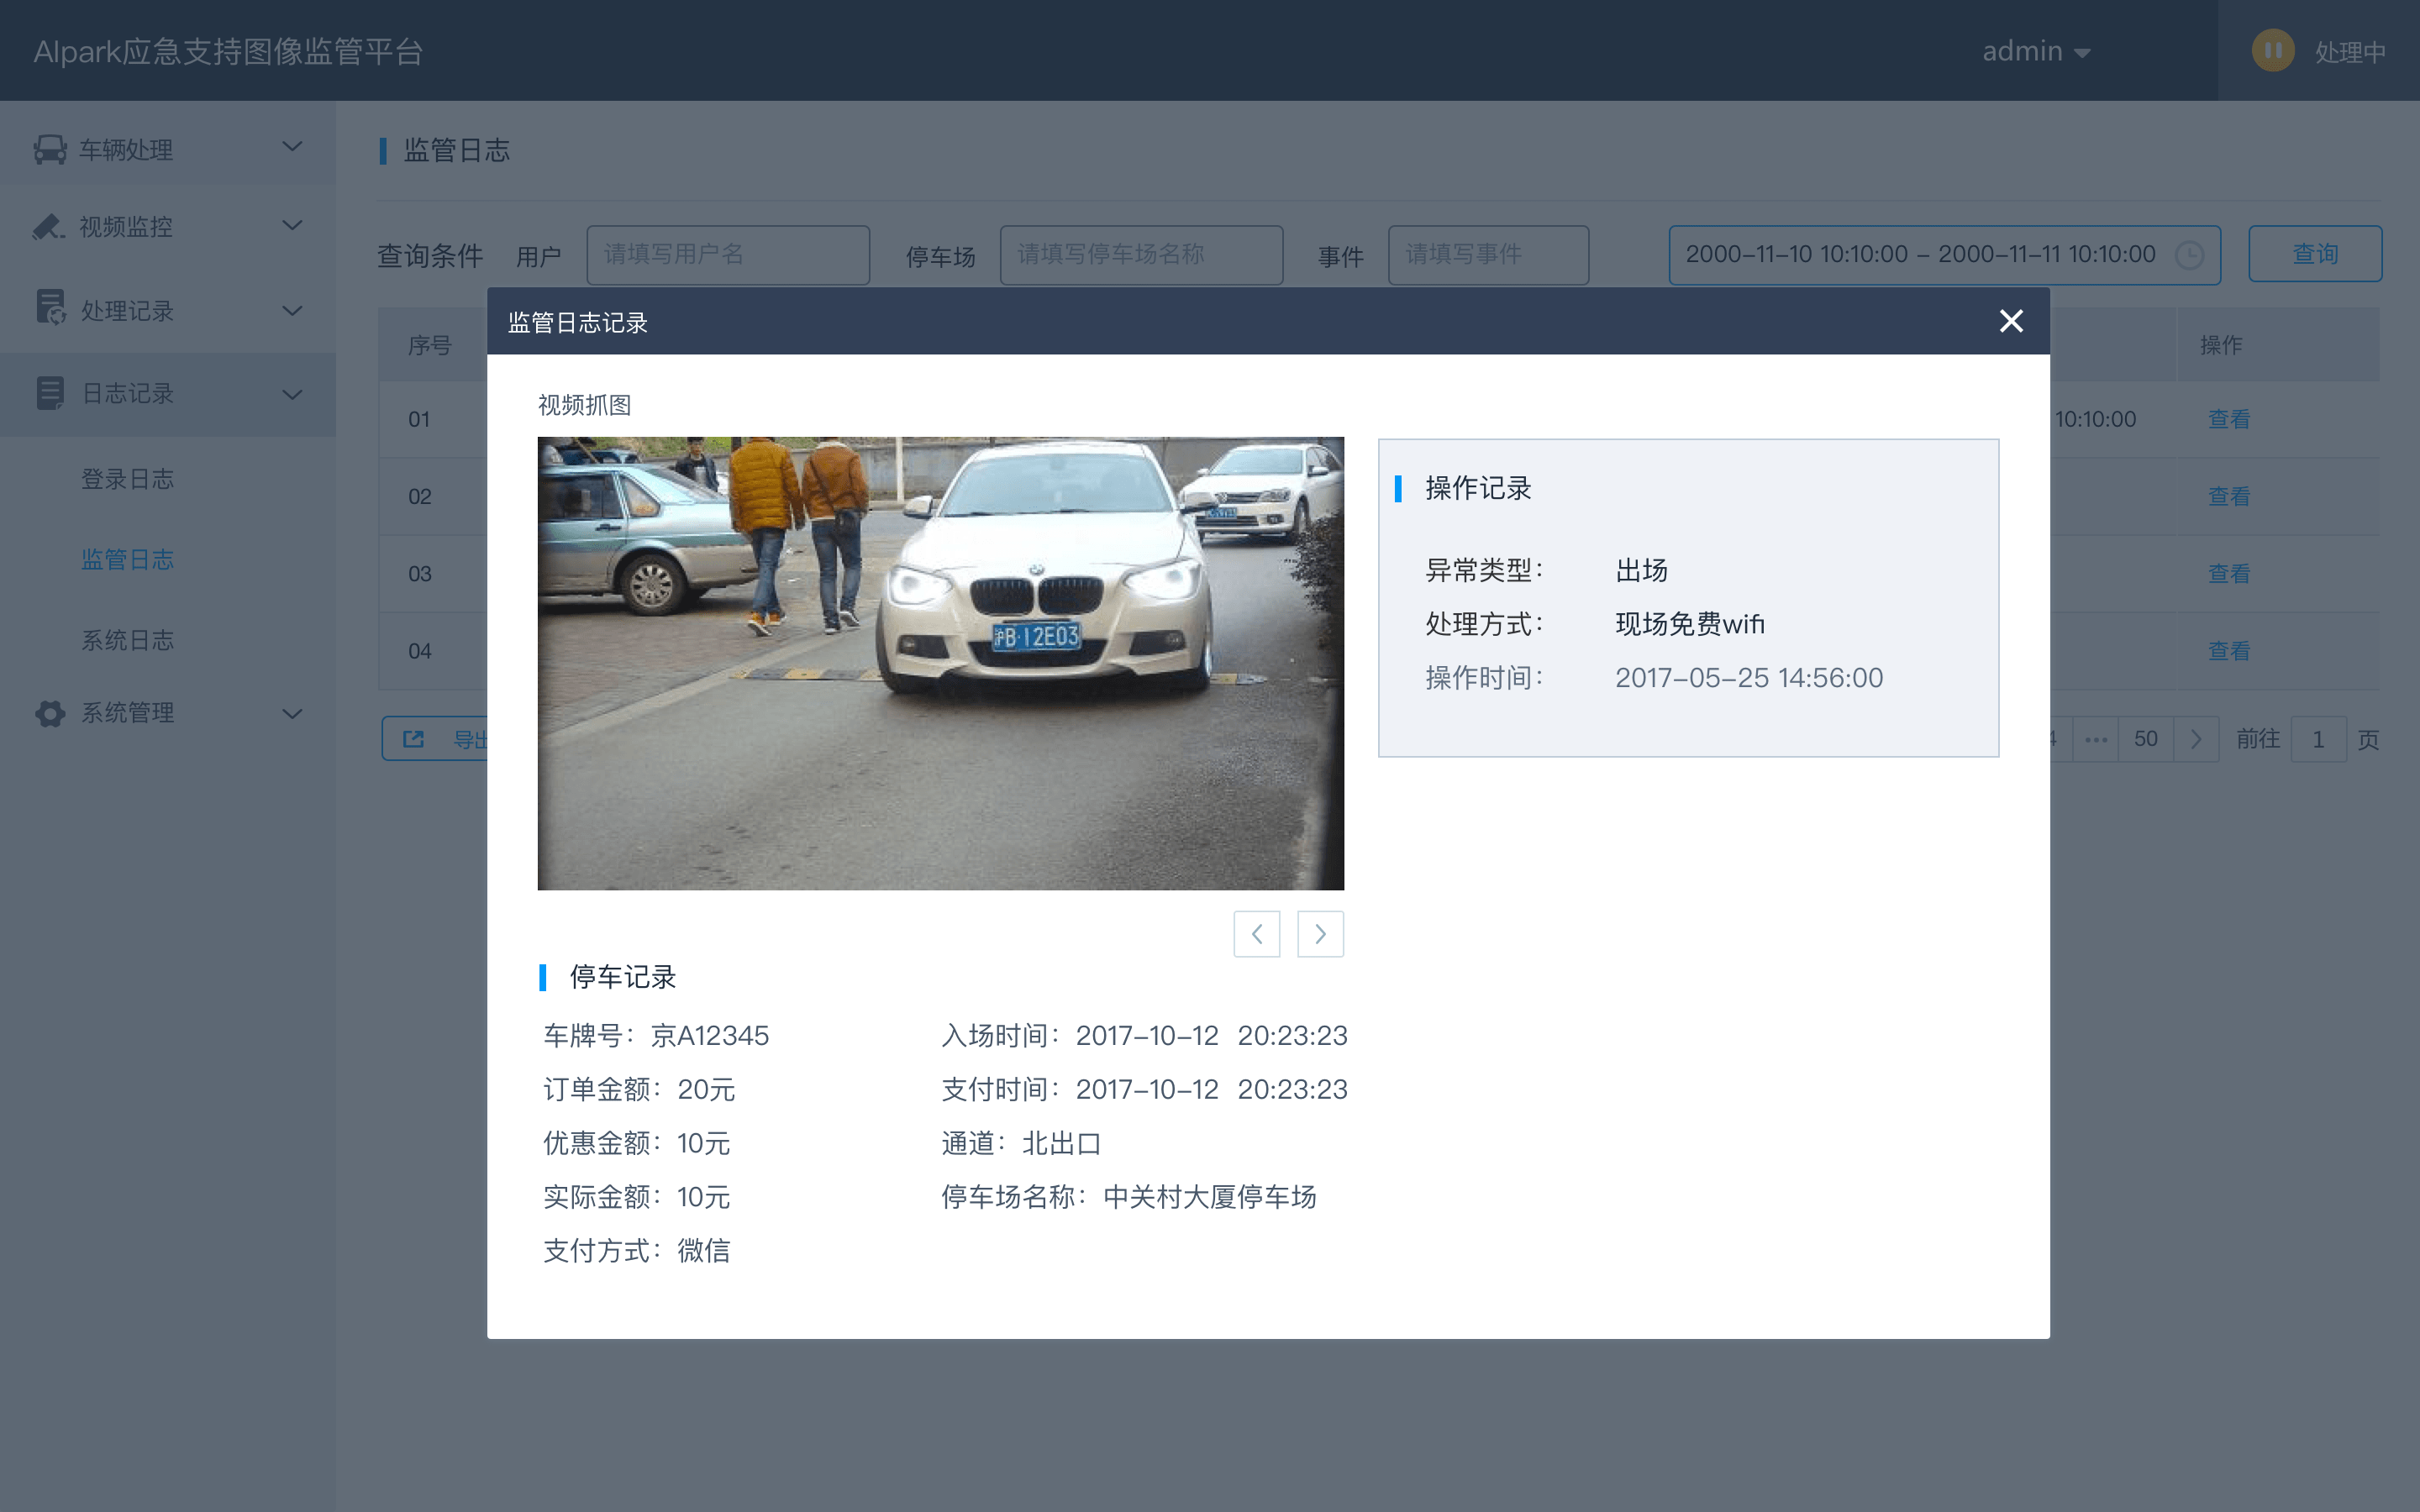 AIpark应急支持图像监管平台
admin
处理中
车辆处理
视频监控
处理记录
日志记录
登录日志
监管日志
系统日志
系统管理
监管日志
查询条件 用户 请填写用户名 停车场 请填写停车场名称 事件 请填写事件 2000-11-10 10:10:00 - 2000-11-11 10:10:00 查询
序号 操作
01 10:10:00 查看
02 查看
03 查看
04 查看
导出
4 ••• 50 前往 1 页
监管日志记录
视频抓图
沪B·12E03
操作记录
异常类型： 出场
处理方式： 现场免费wifi
操作时间： 2017-05-25 14:56:00
停车记录
车牌号：京A12345 入场时间：2017-10-12 20:23:23
订单金额：20元 支付时间：2017-10-12 20:23:23
优惠金额：10元 通道：北出口
实际金额：10元 停车场名称：中关村大厦停车场
支付方式：微信